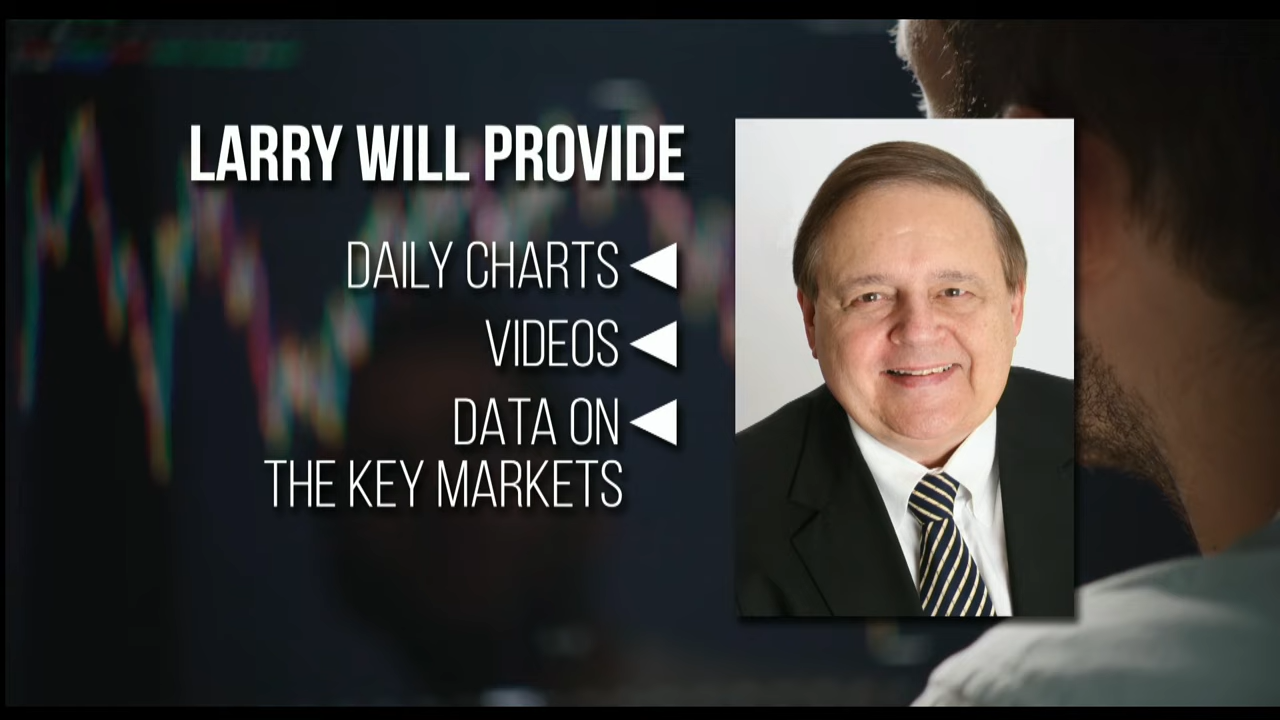 LARRY WILL PROVIDE
DAILY CHARTS
VIDEOS
DATA ON
THE KEY MARKETS